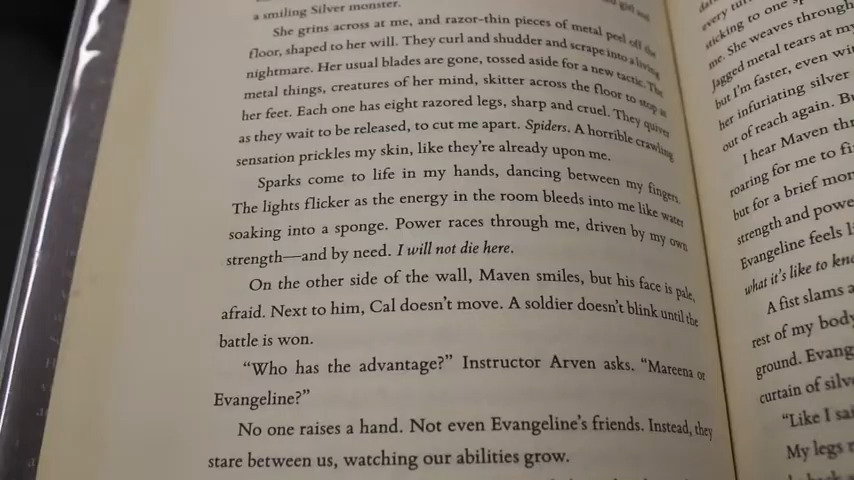 a smiling Silver monster.
She grins across at me, and razor-thin pieces of metal peel off the
floor, shaped to her will. They curl and shudder and scrape into a living
nightmare. Her usual blades are gone, tossed aside for a new tactic. The
metal things, creatures of her mind, skitter across the floor to stop at
her feet. Each one has eight razored legs, sharp and cruel. They quiver
as they wait to be released, to cut me apart. Spiders. A horrible crawling
sensation prickles my skin, like they're already upon me.
Sparks come to life in my hands, dancing between my fingers.
The lights flicker as the energy in the room bleeds into me like water
soaking into a sponge. Power races through me, driven by my own
strength—and by need. I will not die here.
On the other side of the wall, Maven smiles, but his face is pale,
afraid. Next to him, Cal doesn't move. A soldier doesn't blink until the
battle is won.
"Who has the advantage?" Instructor Arven asks. "Mareena or
Evangeline?"
No one raises a hand. Not even Evangeline's friends. Instead, they
stare between us, watching our abilities grow.
every
sticking to one
me. She weaves through
Jagged metal tears at my
but I'm faster, even
her infuriating silver
out of reach again.
I hear Maven
roaring for me to
but for a brief
strength and
Evangeline feels
what it's like to
A fist slams
rest of my body
ground.
curtain of
"Like I
My legs